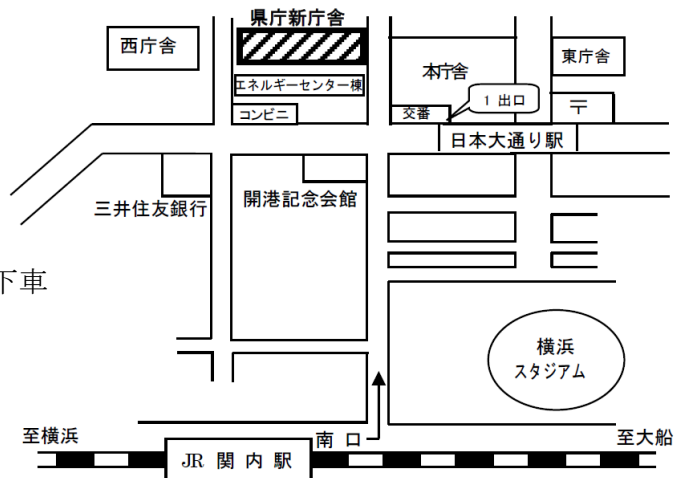 県庁新庁舎
西庁舎
東庁舎
本庁舎
エネルギーセンター棟
1 出口
コンビニ
交番
〒
日本大通り駅
三井住友銀行
開港記念会館
下車
横浜
スタジアム
至横浜
南 口
至大船
JR 関 内 駅